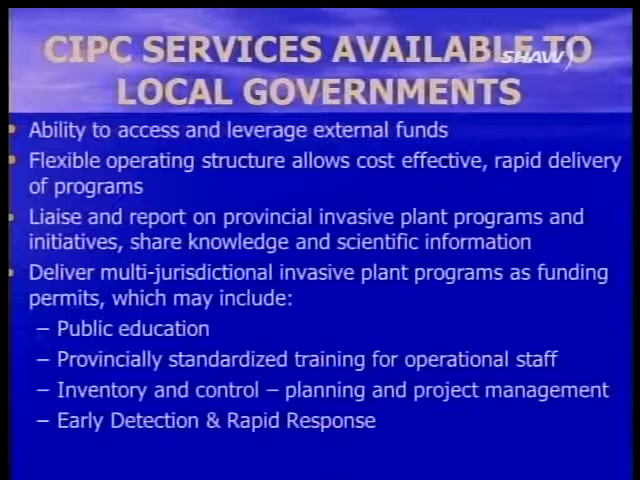 CIPC SERVICES AVAILABLE TO
SHAW
LOCAL GOVERNMENTS
Ability to access and leverage external funds
Flexible operating structure allows cost effective, rapid delivery
of programs
Liaise and report on provincial invasive plant programs and
initiatives, share knowledge and scientific information
Deliver multi-jurisdictional invasive plant programs as funding
permits, which may include:
– Public education
– Provincially standardized training for operational staff
– Inventory and control – planning and project management
– Early Detection & Rapid Response